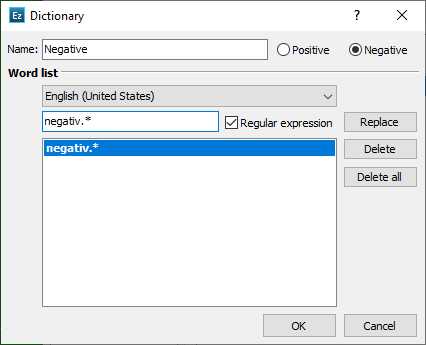 Ez Dictionary ?
Name: Negative Positive Negative
Word list
English (United States)
negativ.* Regular expression Replace
negativ.* Delete
Delete all
OK Cancel